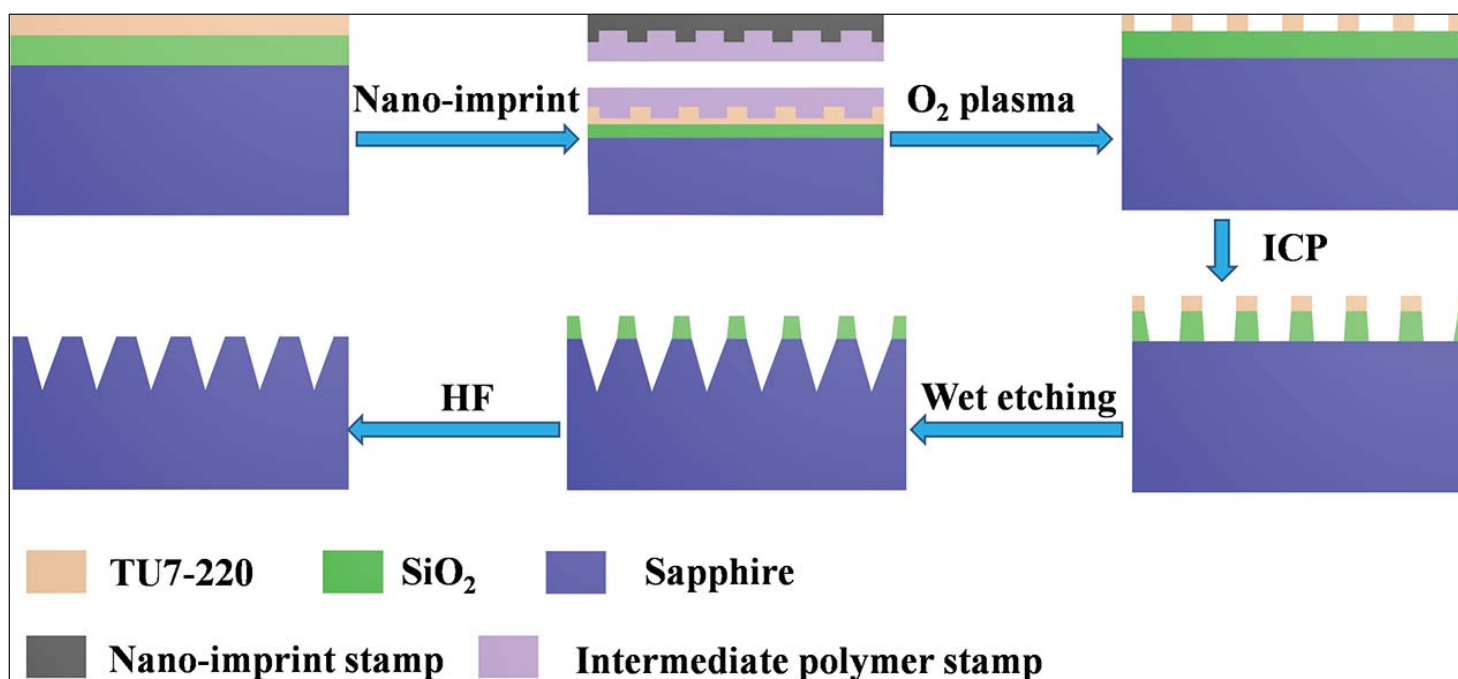 Nano-imprint
O₂ plasma
ICP
HF
Wet etching
TU7-220
SiO₂
Sapphire
Nano-imprint stamp
Intermediate polymer stamp